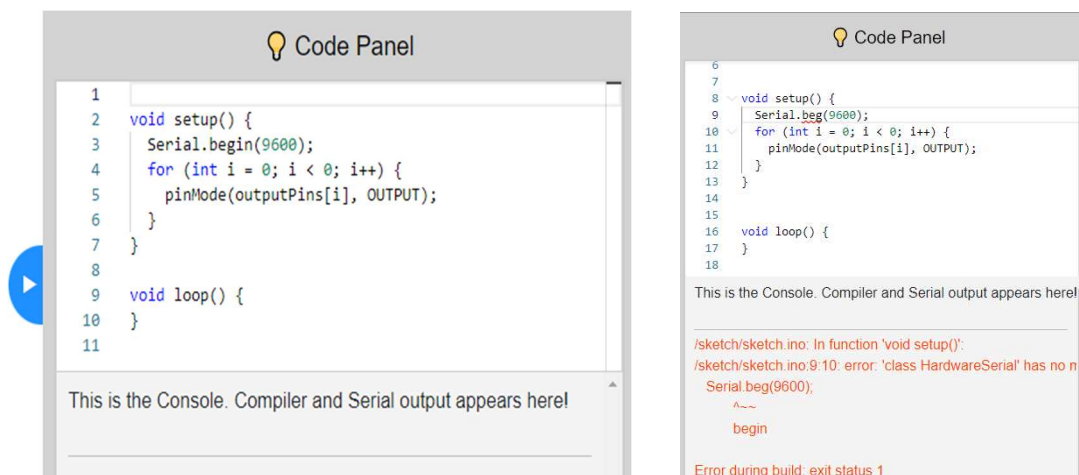 Code Panel
1
2 void setup() {
3 Serial.begin(9600);
4 for (int i = 0; i < 0; i++) {
5 pinMode(outputPins[i], OUTPUT);
6 }
7 }
8
9 void loop() {
10 }
11
This is the Console. Compiler and Serial output appears here!
Code Panel
6
7
8 void setup() {
9 Serial.beg(9600);
10 for (int i = 0; i < 0; i++) {
11 pinMode(outputPins[i], OUTPUT);
12 }
13 }
14
15
16 void loop() {
17 }
18
This is the Console. Compiler and Serial output appears here!
/sketch/sketch.ino: In function 'void setup()':
/sketch/sketch.ino:9:10: error: 'class HardwareSerial' has no
Serial.beg(9600);
^~~
begin
Error during build: exit status 1